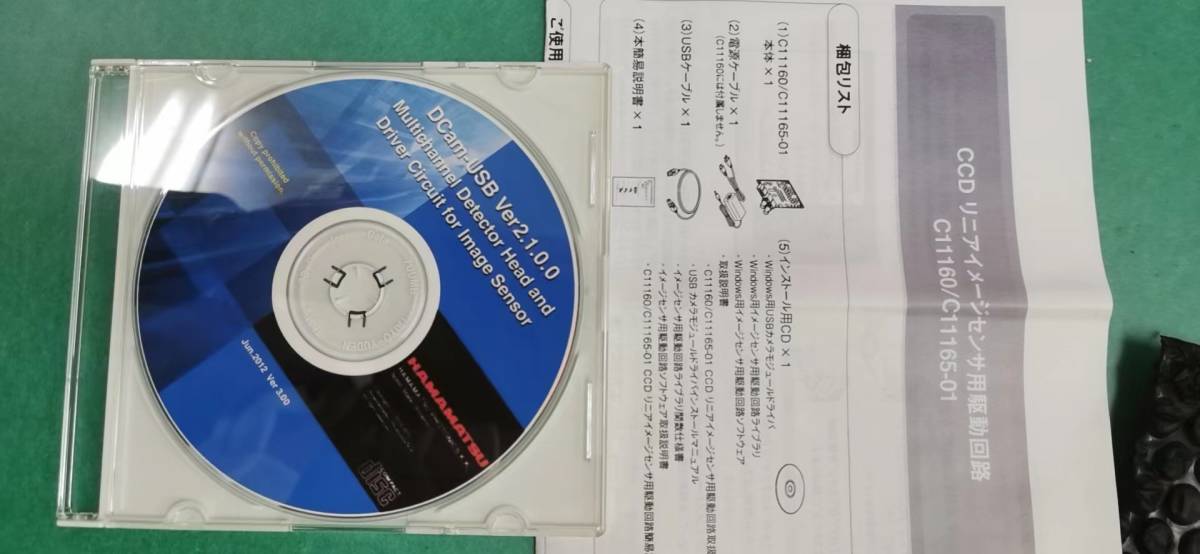 DCam-USB Ver2.1.0.0
Multichannel Detector Head and
Driver Circuit for Image Sensor
Copy prohibited
without permission.
Jun.2012 Ver 3.00
HAMAMATSU
COMPACT
disc
CCD リニアイメージセンサ用駆動回路
C11160/C11165-01
梱包リスト
(1)C11160/C11165-01
本体×1
(2)電源ケーブル×1
(C11160には付属しません。)
(3)USBケーブル×1
(4)本簡易説明書×1
(5)インストール用CD×1
・Windows用USBカメラモジュールドライバ
・Windows用イメージセンサ用駆動回路ライブラリ
・Windows用イメージセンサ用駆動回路ソフトウェア
・取扱説明書
・C11160/C11165-01 CCD リニアイメージセンサ用駆動回路取扱
・USB カメラモジュールドライバインストールマニュアル
・イメージセンサ用駆動回路ライブラリ関数仕様書
・イメージセンサ用駆動回路ソフトウェア取扱説明書
・C11160/C11165-01 CCD リニアイメージセンサ用駆動回路簡易
ご使用